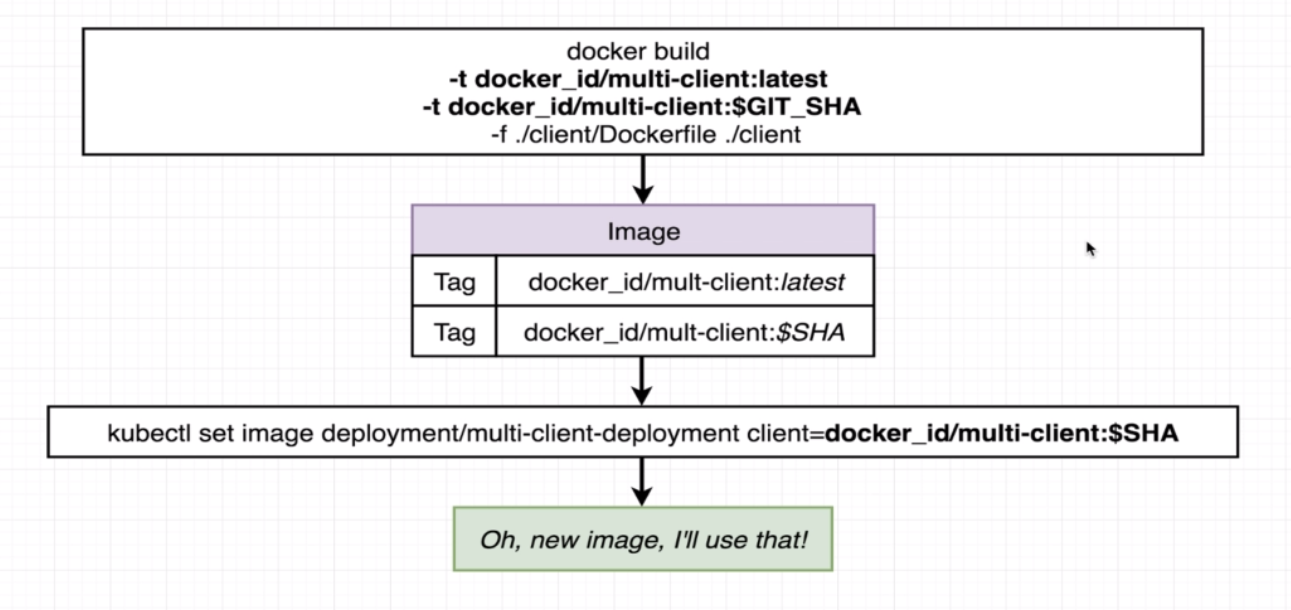 docker build
-t docker_id/multi-client:latest
-t docker_id/multi-client:$GIT_SHA
-f ./client/Dockerfile ./client
Image
Tag docker_id/mult-client:latest
Tag docker_id/mult-client:$SHA
kubectl set image deployment/multi-client-deployment client=docker_id/multi-client:$SHA
Oh, new image, I'll use that!